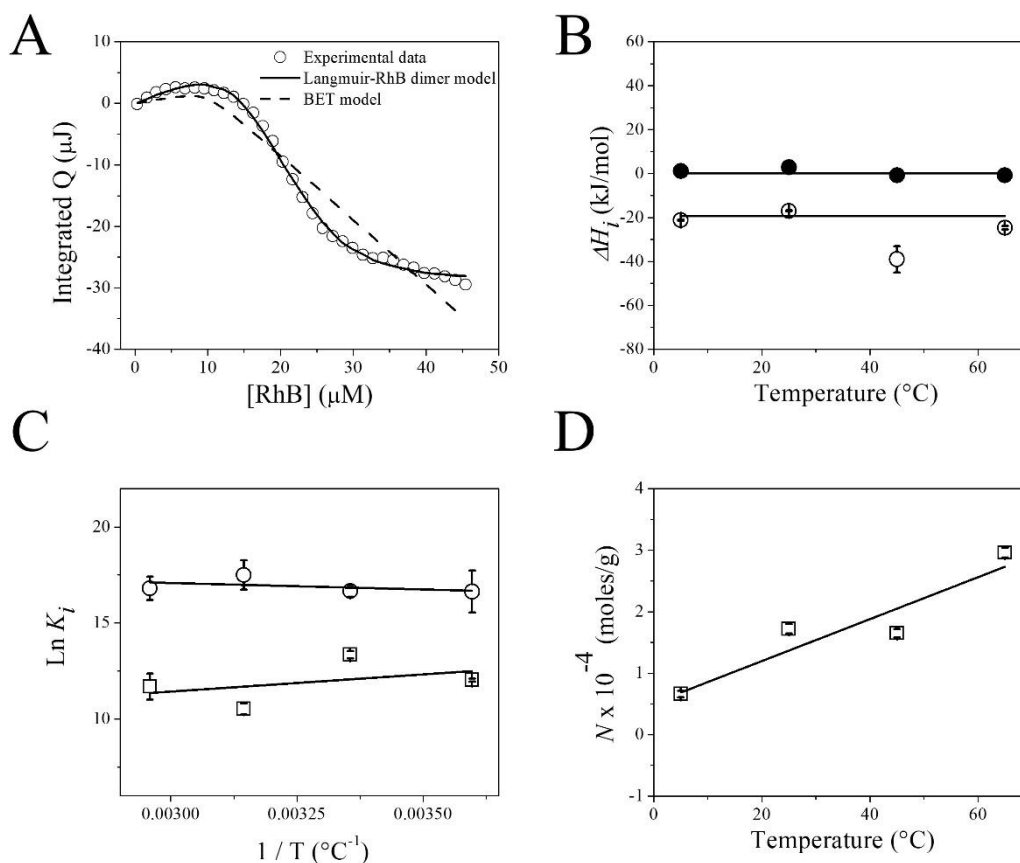 A
10
0
-10
-20
-30
-40
Integrated Q (μJ)
Experimental data
Langmuir-RhB dimer model
BET model
0
10
20
30
40
50
[RhB] (μM)
B
60
40
20
0
-20
-40
-60
-80
ΔH_i (kJ/mol)
0
20
40
60
Temperature (°C)
C
20
15
10
Ln K_i
0.00300
0.00325
0.00350
1 / T (°C⁻¹)
D
4
3
2
1
0
-1
N x 10⁻⁴ (moles/g)
0
20
40
60
Temperature (°C)